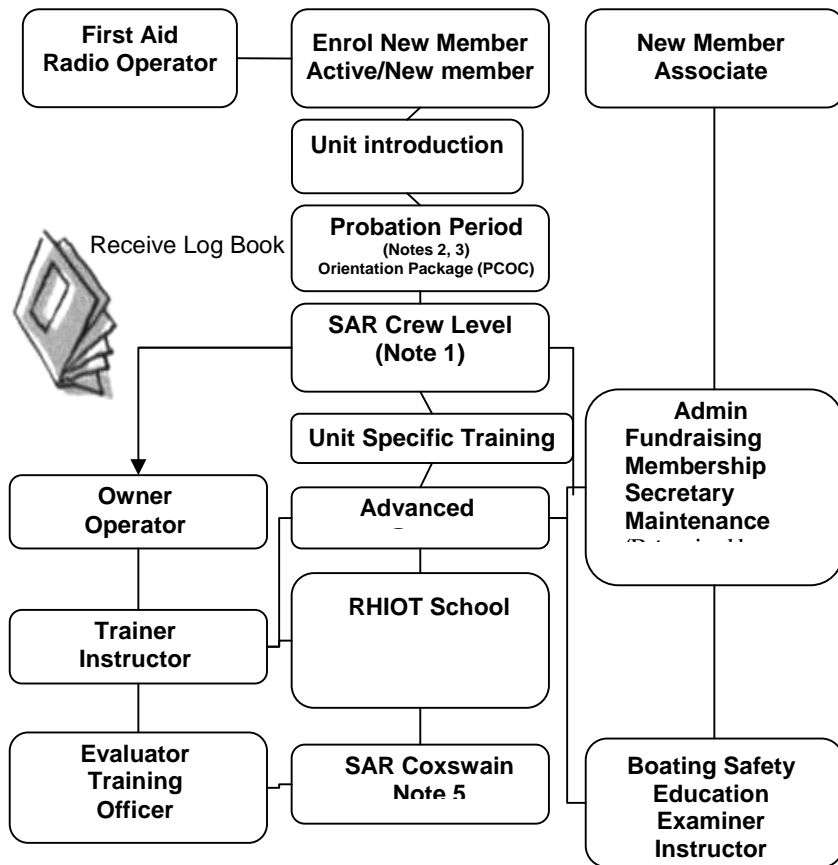 First Aid
Radio Operator
Enrol New Member
Active/New member
New Member
Associate
Unit introduction
Receive Log Book
Probation Period
(Notes 2, 3)
Orientation Package (PCOC)
SAR Crew Level
(Note 1)
Unit Specific Training
Admin
Fundraising
Membership
Secretary
Maintenance
Owner
Operator
Advanced
RHIOT School
Trainer
Instructor
Evaluator
Training
Officer
SAR Coxswain
Note 5
Boating Safety
Education
Examiner
Instructor